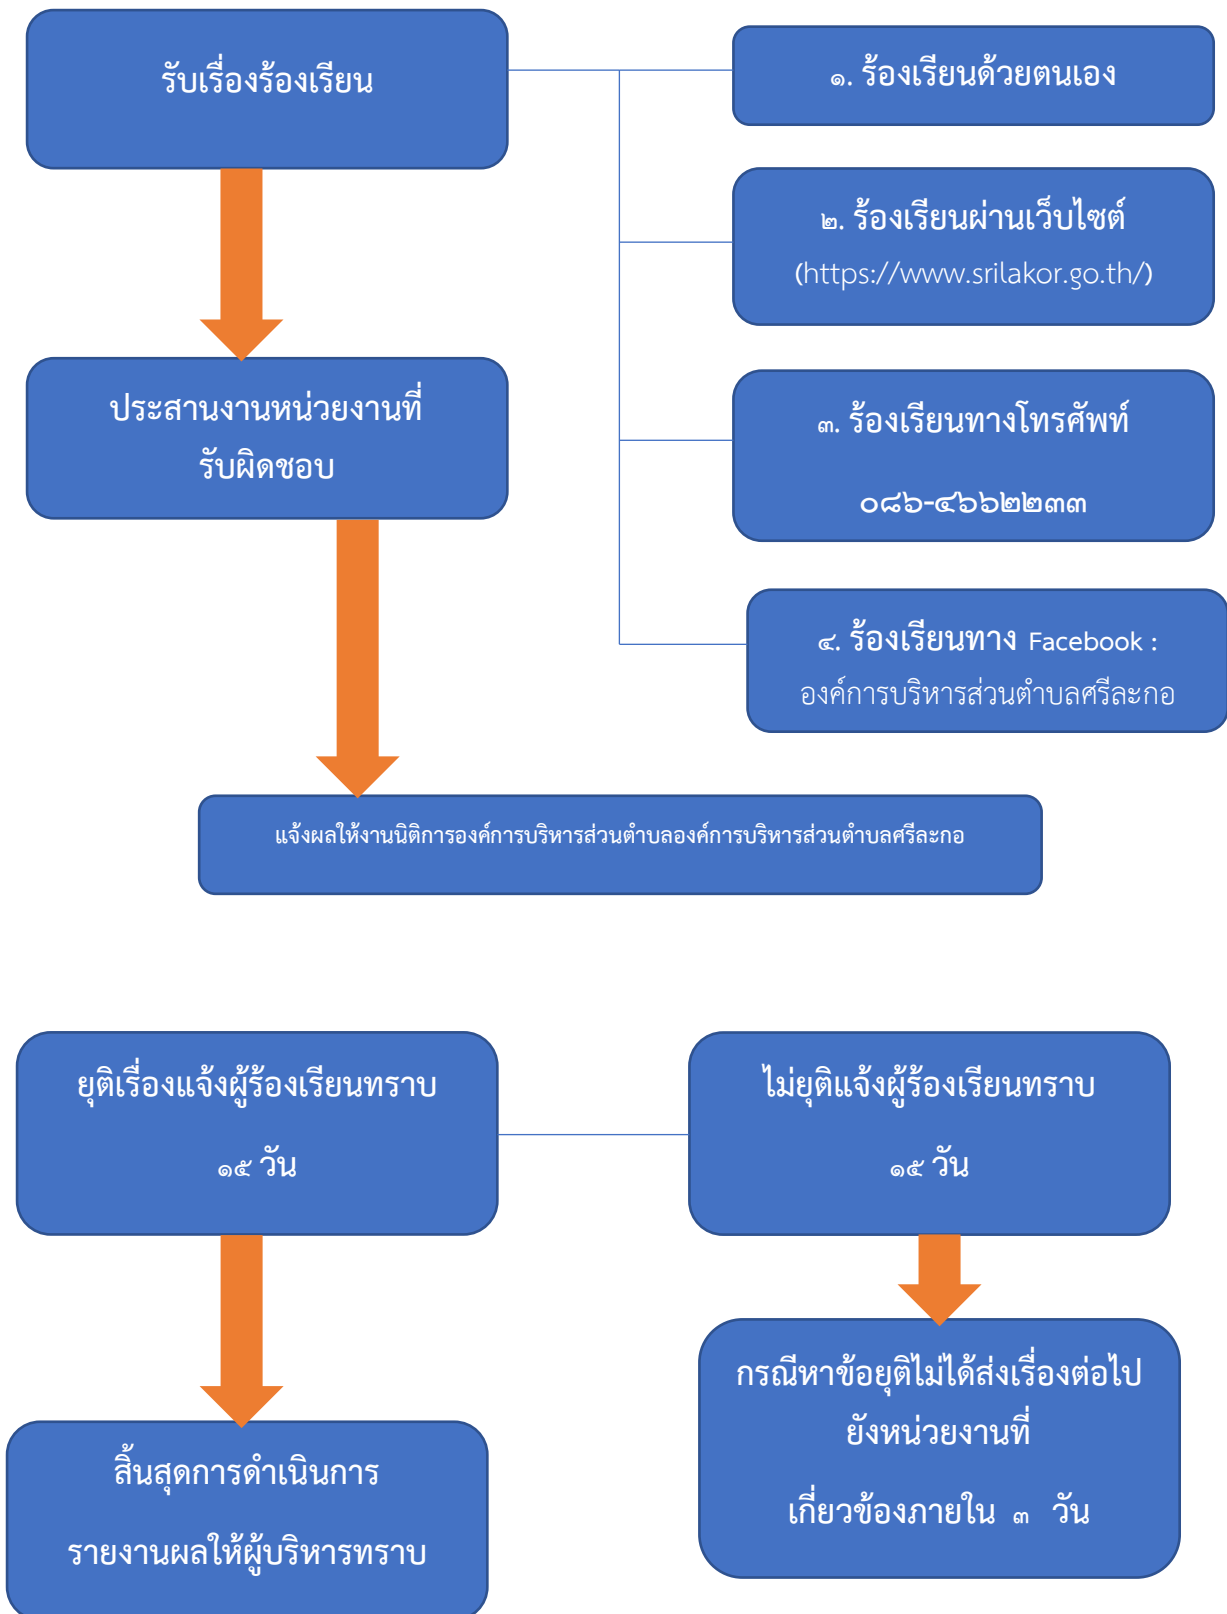 รับเรื่องร้องเรียน
๑. ร้องเรียนด้วยตนเอง
๒. ร้องเรียนผ่านเว็บไซต์
(https://www.srilakor.go.th/)
ประสานงานหน่วยงานที่
รับผิดชอบ
๓. ร้องเรียนทางโทรศัพท์
๐๘๖-๔๖๖๒๒๓๓
๔. ร้องเรียนทาง Facebook :
องค์การบริหารส่วนตำบลศรีละกอ
แจ้งผลให้งานนิติการองค์การบริหารส่วนตำบลองค์การบริหารส่วนตำบลศรีละกอ
ยุติเรื่องแจ้งผู้ร้องเรียนทราบ
๑๕ วัน
ไม่ยุติแจ้งผู้ร้องเรียนทราบ
๑๕ วัน
กรณีหาข้อยุติไม่ได้ส่งเรื่องต่อไป
ยังหน่วยงานที่
เกี่ยวข้องภายใน ๓ วัน
สิ้นสุดการดำเนินการ
รายงานผลให้ผู้บริหารทราบ